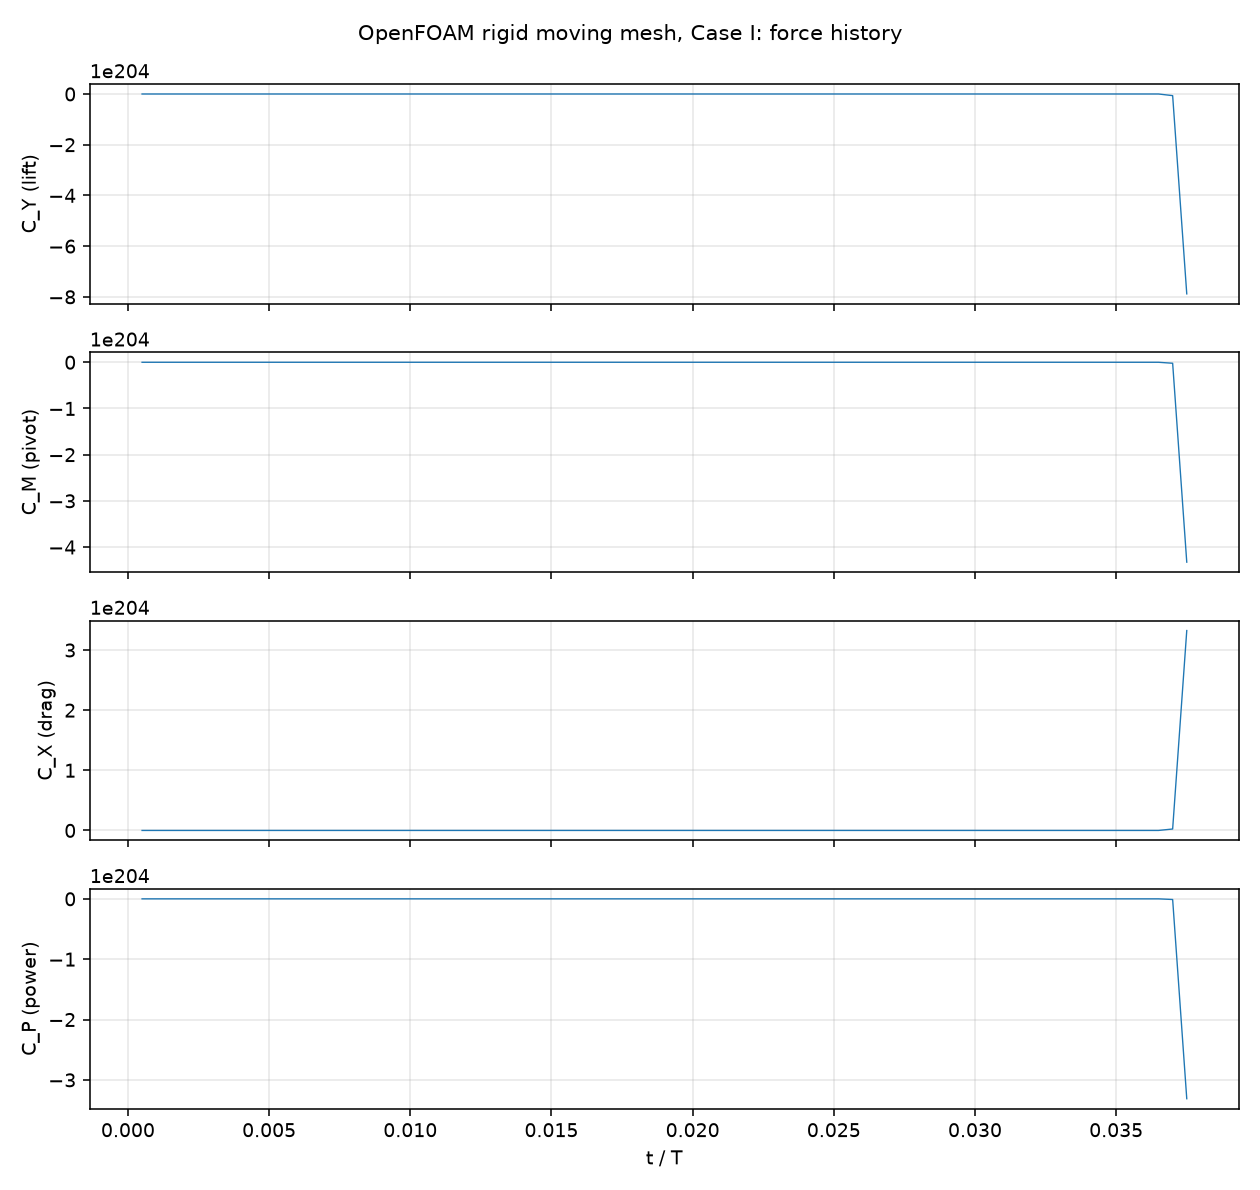 OpenFOAM rigid moving mesh, Case I: force history
1e204
0
−2
−4
−6
−8
C_Y (lift)
1e204
0
−1
−2
−3
−4
C_M (pivot)
1e204
3
2
1
0
C_X (drag)
1e204
0
−1
−2
−3
C_P (power)
0.000 0.005 0.010 0.015 0.020 0.025 0.030 0.035
t / T